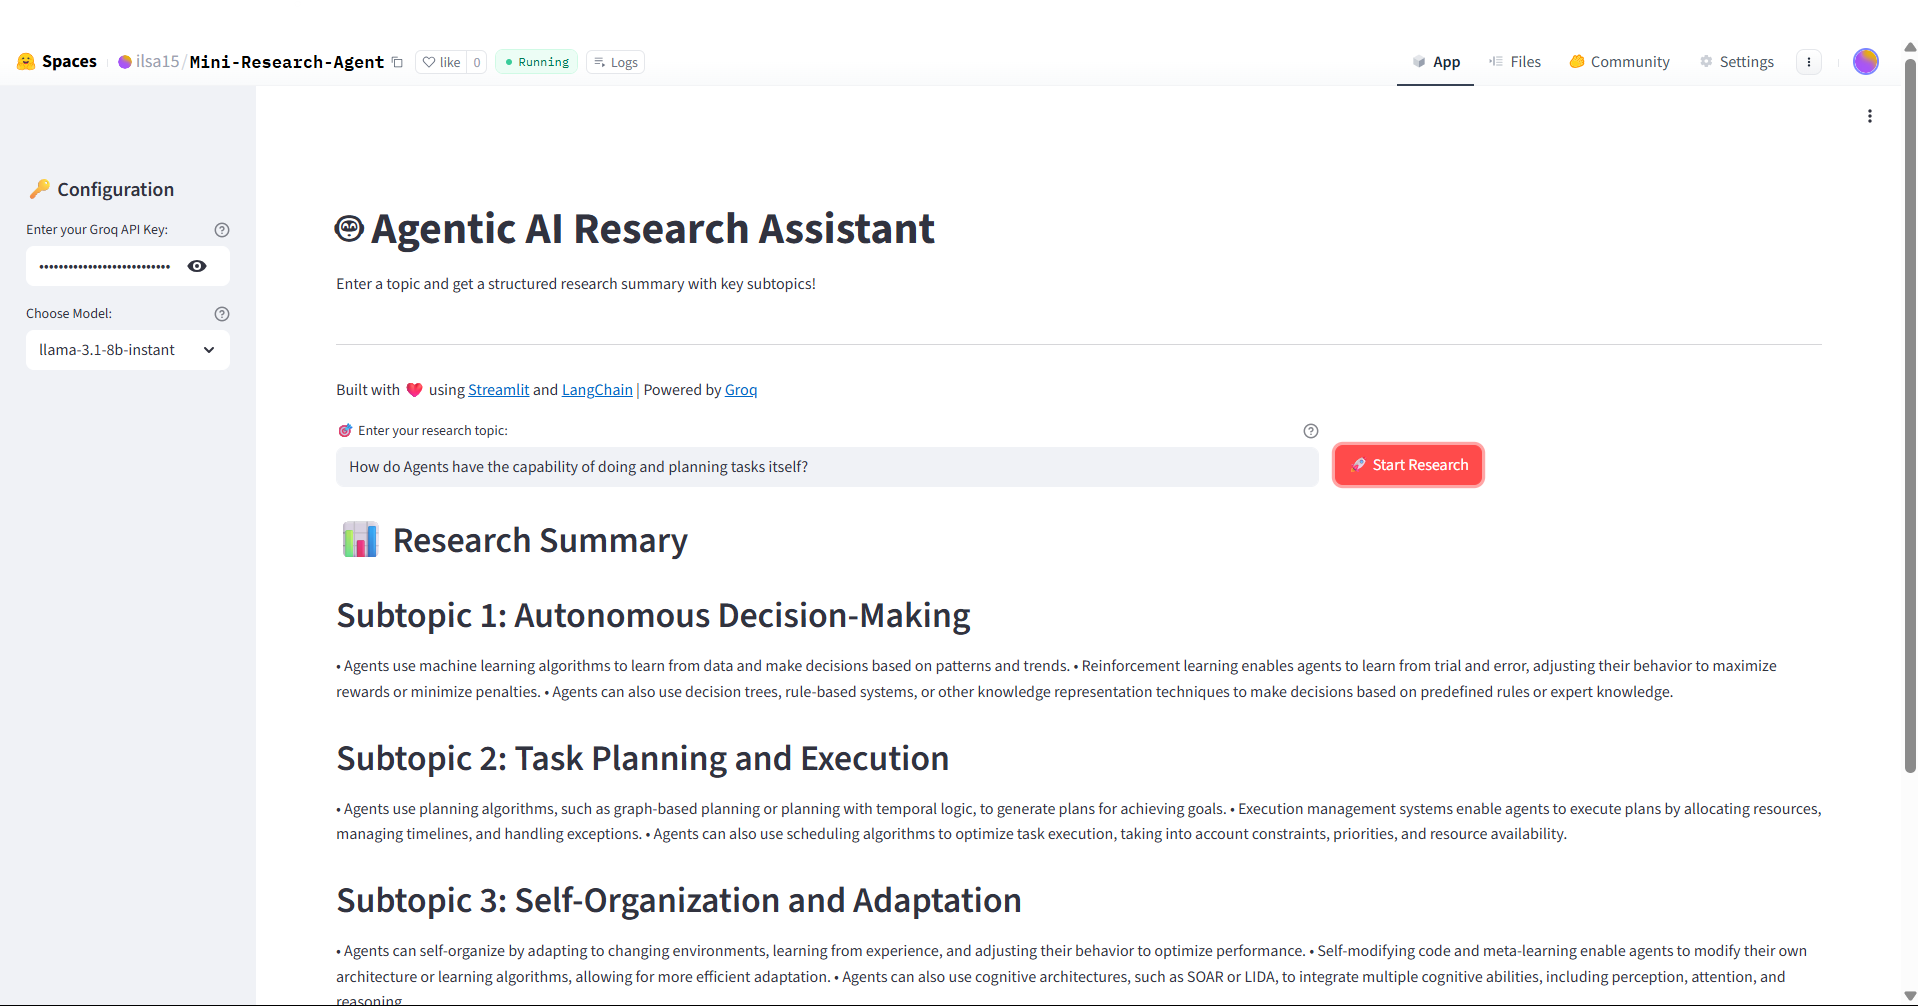 Spaces ilsa15/Mini-Research-Agent like 0 Running Logs App Files Community Settings
Configuration
Enter your Groq API Key:
Choose Model:
llama-3.1-8b-instant
Agentic AI Research Assistant
Enter a topic and get a structured research summary with key subtopics!
Built with ❤️ using Streamlit and LangChain | Powered by Groq
Enter your research topic:
How do Agents have the capability of doing and planning tasks itself?
Start Research
Research Summary
Subtopic 1: Autonomous Decision-Making
• Agents use machine learning algorithms to learn from data and make decisions based on patterns and trends. • Reinforcement learning enables agents to learn from trial and error, adjusting their behavior to maximize
rewards or minimize penalties. • Agents can also use decision trees, rule-based systems, or other knowledge representation techniques to make decisions based on predefined rules or expert knowledge.
Subtopic 2: Task Planning and Execution
• Agents use planning algorithms, such as graph-based planning or planning with temporal logic, to generate plans for achieving goals. • Execution management systems enable agents to execute plans by allocating resources,
managing timelines, and handling exceptions. • Agents can also use scheduling algorithms to optimize task execution, taking into account constraints, priorities, and resource availability.
Subtopic 3: Self-Organization and Adaptation
• Agents can self-organize by adapting to changing environments, learning from experience, and adjusting their behavior to optimize performance. • Self-modifying code and meta-learning enable agents to modify their own
architecture or learning algorithms, allowing for more efficient adaptation. • Agents can also use cognitive architectures, such as SOAR or LIDA, to integrate multiple cognitive abilities, including perception, attention, and
reasoning